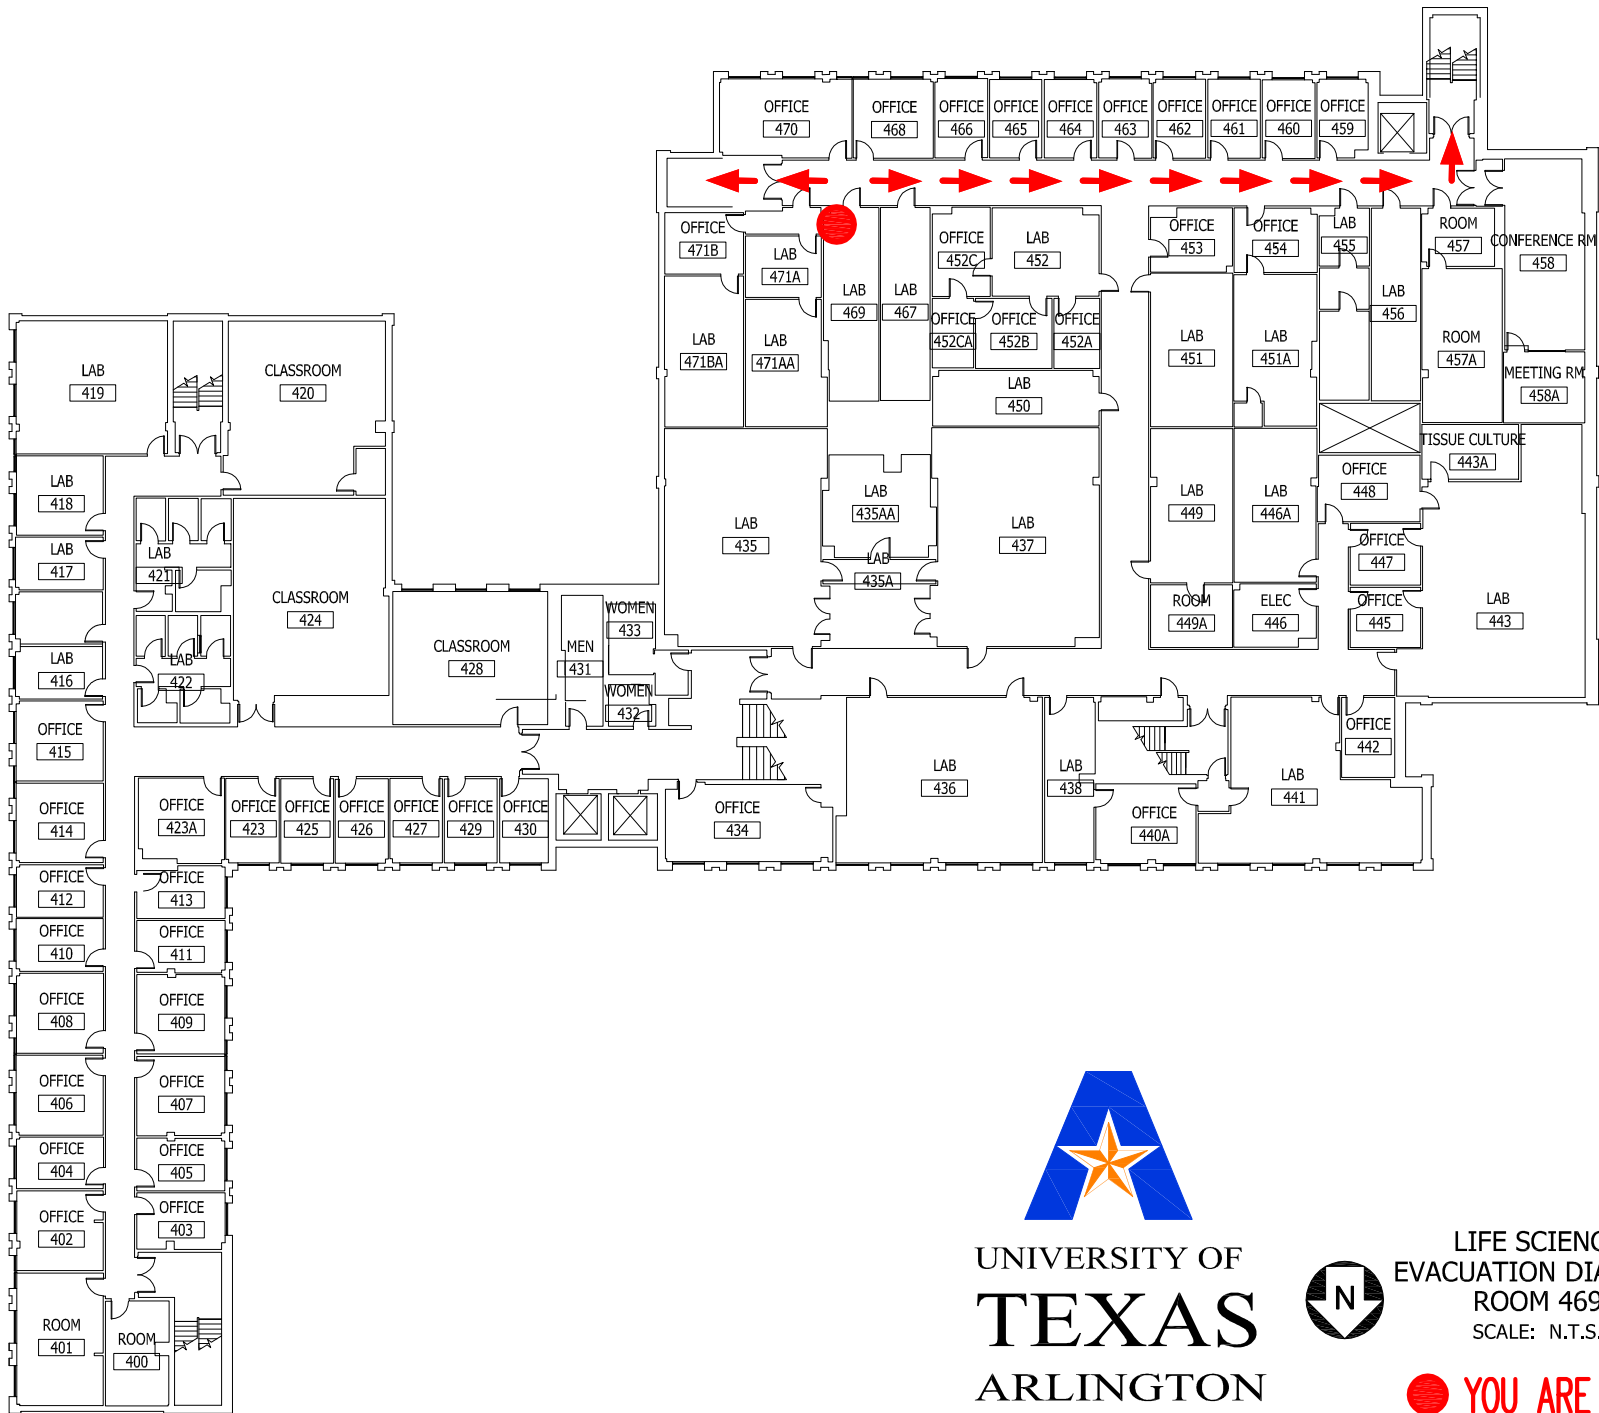 OFFICE
470
OFFICE
468
OFFICE
466
OFFICE
465
OFFICE
464
OFFICE
463
OFFICE
462
OFFICE
461
OFFICE
460
OFFICE
459
OFFICE
471B
LAB
471A
LAB
469
LAB
467
OFFICE
452C
LAB
452
OFFICE
453
OFFICE
454
LAB
455
LAB
456
ROOM
457
CONFERENCE RM
458
LAB
471BA
LAB
471AA
OFFICE
452CA
OFFICE
452B
OFFICE
452A
LAB
451
LAB
451A
ROOM
457A
MEETING RM
458A
LAB
450
LAB
419
CLASSROOM
420
TISSUE CULTURE
443A
OFFICE
448
LAB
418
LAB
435AA
LAB
435
LAB
437
LAB
449
LAB
446A
OFFICE
447
LAB
417
LAB
421
LAB
435A
CLASSROOM
424
WOMEN
433
ROOM
449A
ELEC
446
OFFICE
445
LAB
443
LAB
416
LAB
422
CLASSROOM
428
MEN
431
WOMEN
432
OFFICE
415
OFFICE
442
LAB
436
LAB
438
LAB
441
OFFICE
414
OFFICE
423A
OFFICE
423
OFFICE
425
OFFICE
426
OFFICE
427
OFFICE
429
OFFICE
430
OFFICE
434
OFFICE
440A
OFFICE
412
OFFICE
413
OFFICE
410
OFFICE
411
OFFICE
408
OFFICE
409
OFFICE
406
OFFICE
407
OFFICE
404
OFFICE
405
OFFICE
402
OFFICE
403
ROOM
401
ROOM
400
UNIVERSITY OF
TEXAS
ARLINGTON
N
LIFE SCIENC
EVACUATION DIA
ROOM 469
SCALE: N.T.S.
YOU ARE